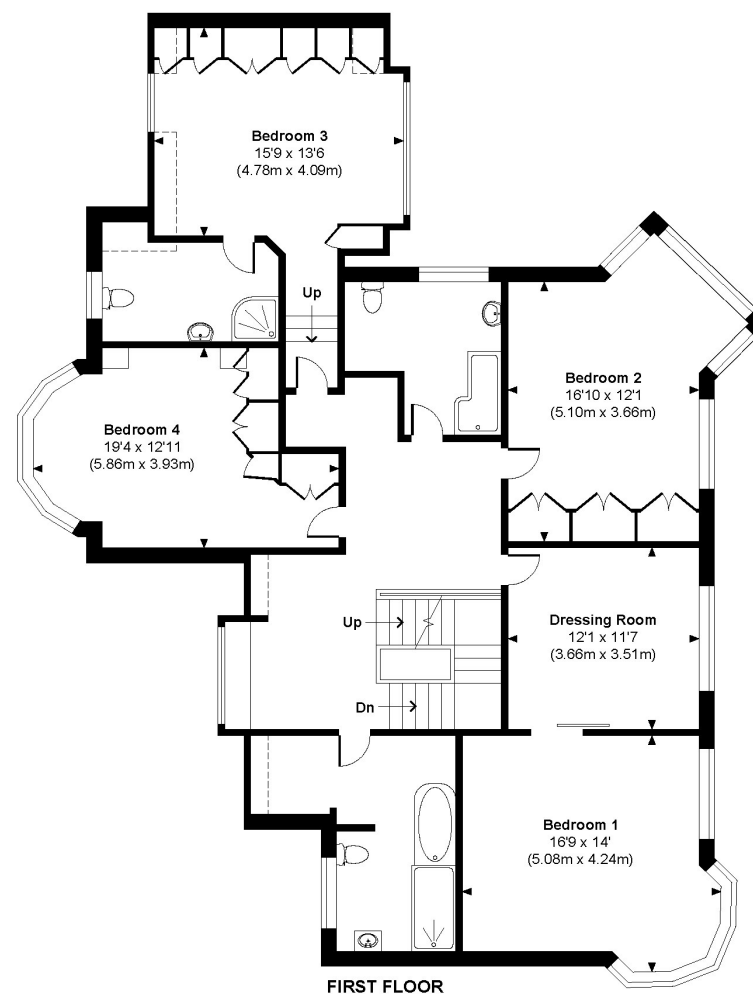 Bedroom 3
15'9 x 13'6
(4.78m x 4.09m)
Up
Bedroom 2
16'10 x 12'1
(5.10m x 3.66m)
Bedroom 4
19'4 x 12'11
(5.86m x 3.93m)
Up
Dressing Room
12'1 x 11'7
(3.66m x 3.51m)
Dn
Bedroom 1
16'9 x 14'
(5.08m x 4.24m)
FIRST FLOOR